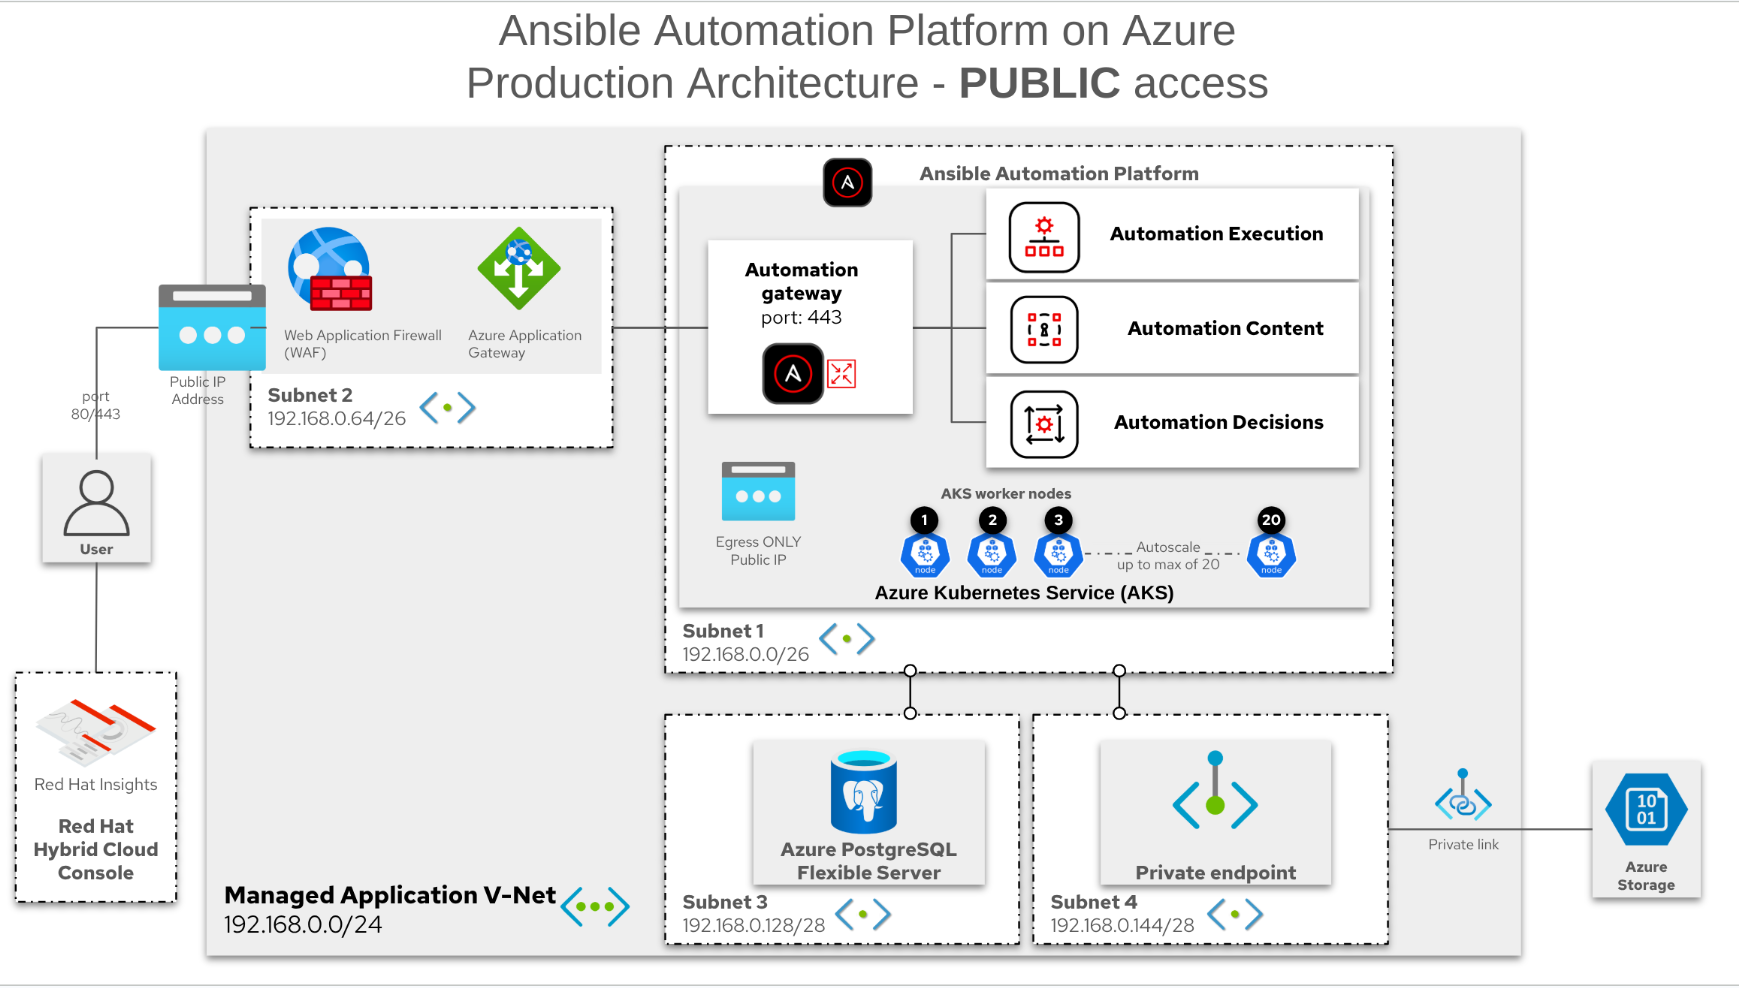 Ansible Automation Platform on Azure
Production Architecture - PUBLIC access
Ansible Automation Platform
Automation Execution
Automation
gateway
port: 443
Automation Content
Automation Decisions
Web Application Firewall
(WAF)
Azure Application
Gateway
Public IP
Address
Subnet 2
192.168.0.64/26
port
80/443
User
Egress ONLY
Public IP
AKS worker nodes
1
2
3
20
node
node
node
node
Autoscale
up to max of 20
Azure Kubernetes Service (AKS)
Subnet 1
192.168.0.0/26
Red Hat Insights
Red Hat
Hybrid Cloud
Console
Managed Application V-Net
192.168.0.0/24
Azure PostgreSQL
Flexible Server
Subnet 3
192.168.0.128/28
Private endpoint
Subnet 4
192.168.0.144/28
Private link
10
01
Azure
Storage